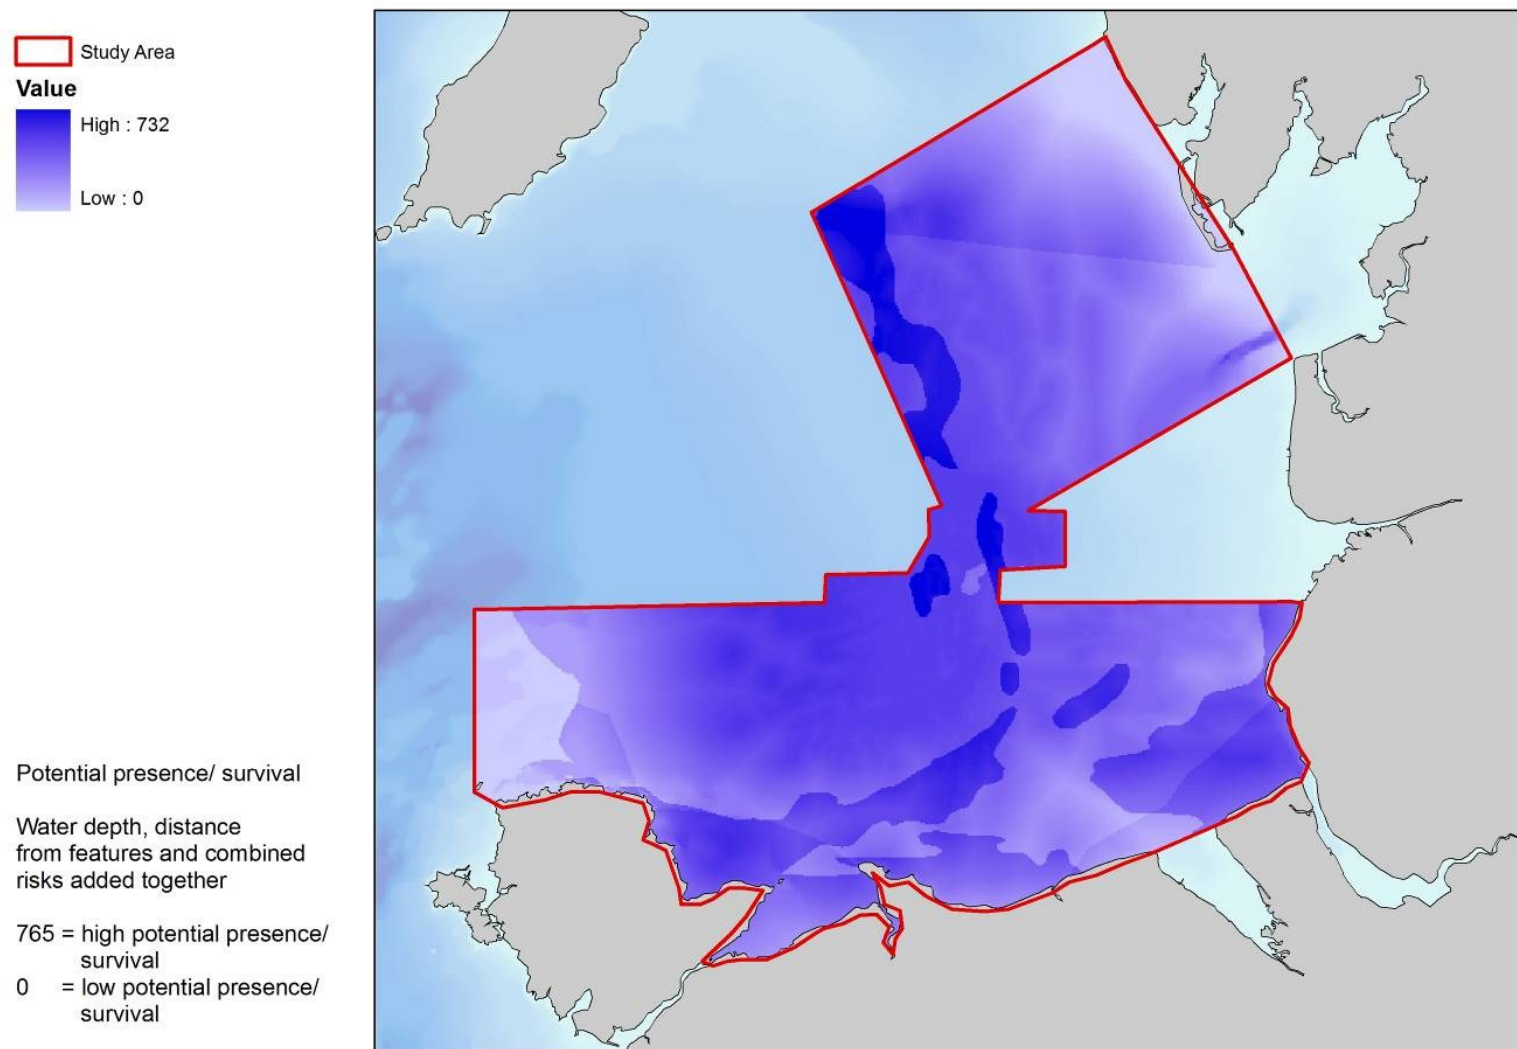 Study Area
Value
High : 732
Low : 0
Potential presence/ survival
Water depth, distance
from features and combined
risks added together
765 = high potential presence/
survival
0 = low potential presence/
survival